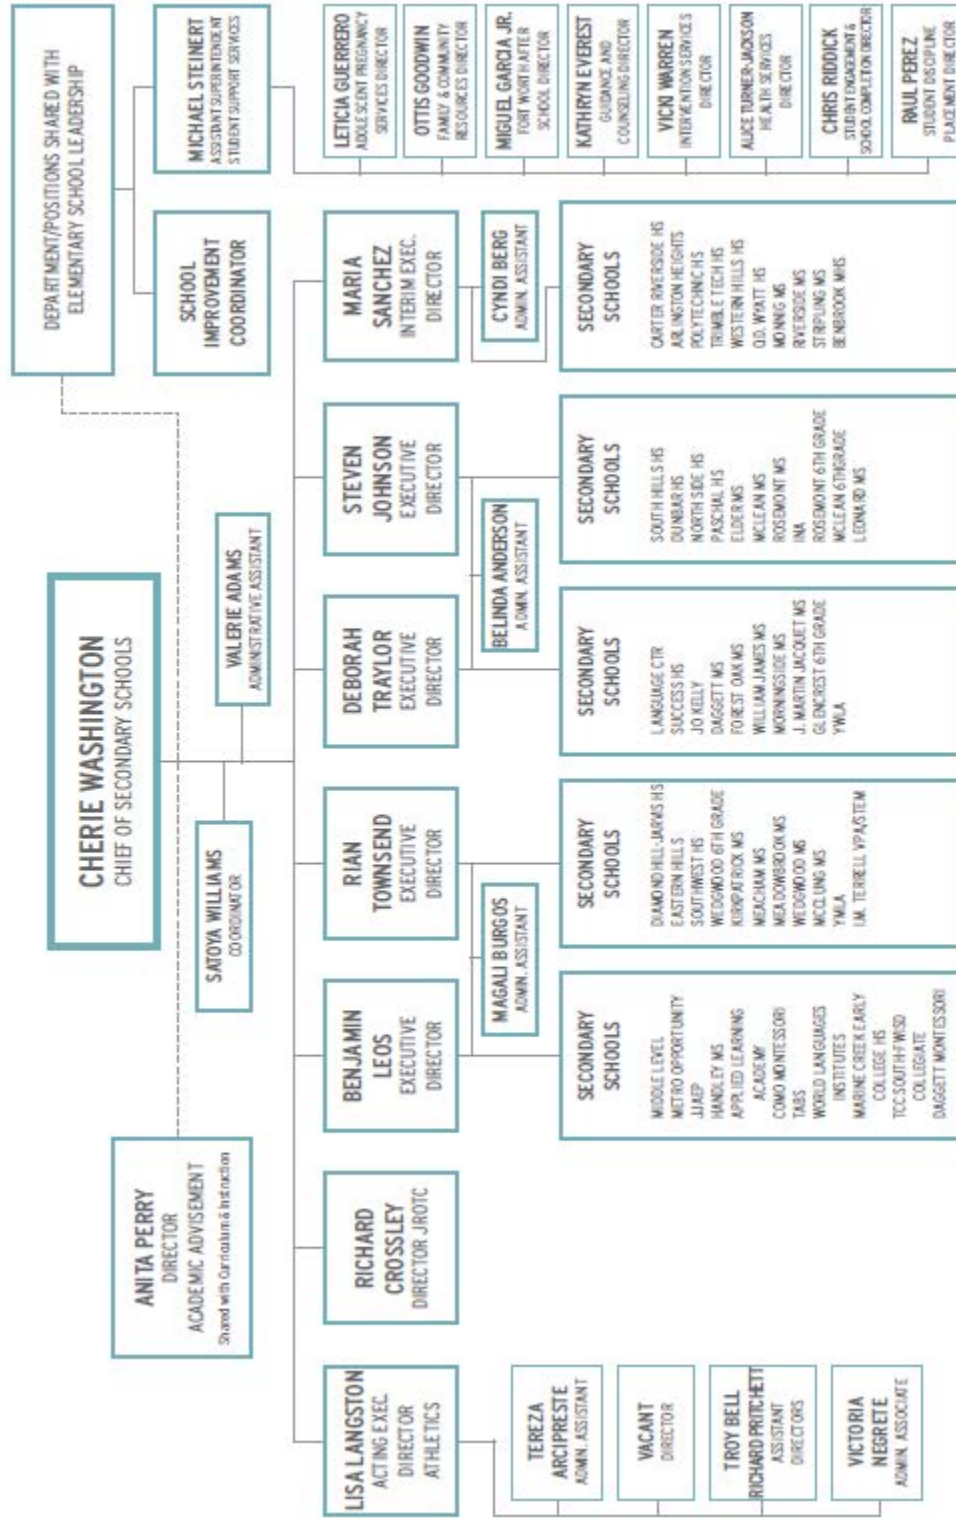 CHERIE WASHINGTON
CHIEF OF SECONDARY SCHOOLS
DEPARTMENT/POSITIONS SHARED WITH
ELEMENTARY SCHOOL LEADERSHIP
ANITA PERRY
DIRECTOR
ACADEMIC ADVISEMENT
Shared with Curriculum & Instruction
SATOYA WILLIAMS
COORDINATOR
VALERIE ADAMS
ADMINISTRATIVE ASSISTANT
SCHOOL
IMPROVEMENT
COORDINATOR
MICHAEL STEINERT
ASSISTANT SUPERINTENDENT
STUDENT SUPPORT SERVICES
LISA LANGSTON
ACTING EXEC.
DIRECTOR
ATHLETICS
RICHARD
CROSSLEY
DIRECTOR JROTC
BENJAMIN
LEOS
EXECUTIVE
DIRECTOR
RIAN
TOWNSEND
EXECUTIVE
DIRECTOR
DEBORAH
TRAYLOR
EXECUTIVE
DIRECTOR
STEVEN
JOHNSON
EXECUTIVE
DIRECTOR
MARIA
SANCHEZ
INTERIM EXEC.
DIRECTOR
LETICIA GUERRERO
ADOLESCENT PREGNANCY
SERVICES DIRECTOR
OTTIS GOODWIN
FAMILY & COMMUNITY
RESOURCES DIRECTOR
MIGUEL GARCIA JR.
FORT WORTH AFTER
SCHOOL DIRECTOR
KATHRYN EVEREST
GUIDANCE AND
COUNSELING DIRECTOR
VICKI WARREN
INTERVENTION SERVICES
DIRECTOR
ALICE TURNER-JACKSON
HEALTH SERVICES
DIRECTOR
CHRIS RIDDICK
STUDENT ENGAGEMENT &
SCHOOL COMPLETION DIRECTOR
RAUL PEREZ
STUDENT DISCIPLINE
PLACEMENT DIRECTOR
TEREZA
ARCIPRESTE
ADMN. ASSISTANT
VACANT
DIRECTOR
TROY BELL
RICHARD PRITCHETT
ASSISTANT
DIRECTORS
VICTORIA
NEGRETE
ADMN. ASSOCIATE
MAGALI BURGOS
ADMN. ASSISTANT
BELINDA ANDERSON
ADMN. ASSISTANT
CYNDI BERG
ADMN. ASSISTANT
SECONDARY
SCHOOLS
MIDDLE LEVEL
METRO OPPORTUNITY
JJAEP
HANDLEY MS
APPLIED LEARNING
ACADEMY
COMO MONTESSORI
TABS
WORLD LANGUAGES
INSTITUTES
MARINE CREEK EARLY
COLLEGE HS
TCC SOUTH-FWISD
COLLEGIATE
DAGGETT MONTESSORI
SECONDARY
SCHOOLS
DIAMOND HILL-JARVIS HS
EASTERN HILLS
SOUTHWEST HS
WEDGWOOD 6TH GRADE
KIRKPATRICK MS
MEACHAM MS
MEADOWBROOK MS
WEDGWOOD MS
MCCLUNG MS
YMLA
I.M. TERRELL VPA/STEM
SECONDARY
SCHOOLS
LANGUAGE CTR
SUCCESS HS
JO KELLY
DAGGETT MS
FOREST OAK MS
WILLIAM JAMES MS
MORNINGSIDE MS
J. MARTIN JACQUET MS
GLENCREST 6TH GRADE
YWLA
SECONDARY
SCHOOLS
SOUTH HILLS HS
DUNBAR HS
NORTH SIDE HS
PASCHAL HS
ELDER MS
MCLEAN MS
ROSEMONT MS
INA
ROSEMONT 6TH GRADE
MCLEAN 6TH GRADE
LEONARD MS
SECONDARY
SCHOOLS
CARTER RIVERSIDE HS
ARLINGTON HEIGHTS
POLYTECHNIC HS
TRIMBLE TECH HS
WESTERN HILLS HS
O.D. WYATT HS
MONNIG MS
RIVERSIDE MS
STRIPLING MS
BENBROOK MHS